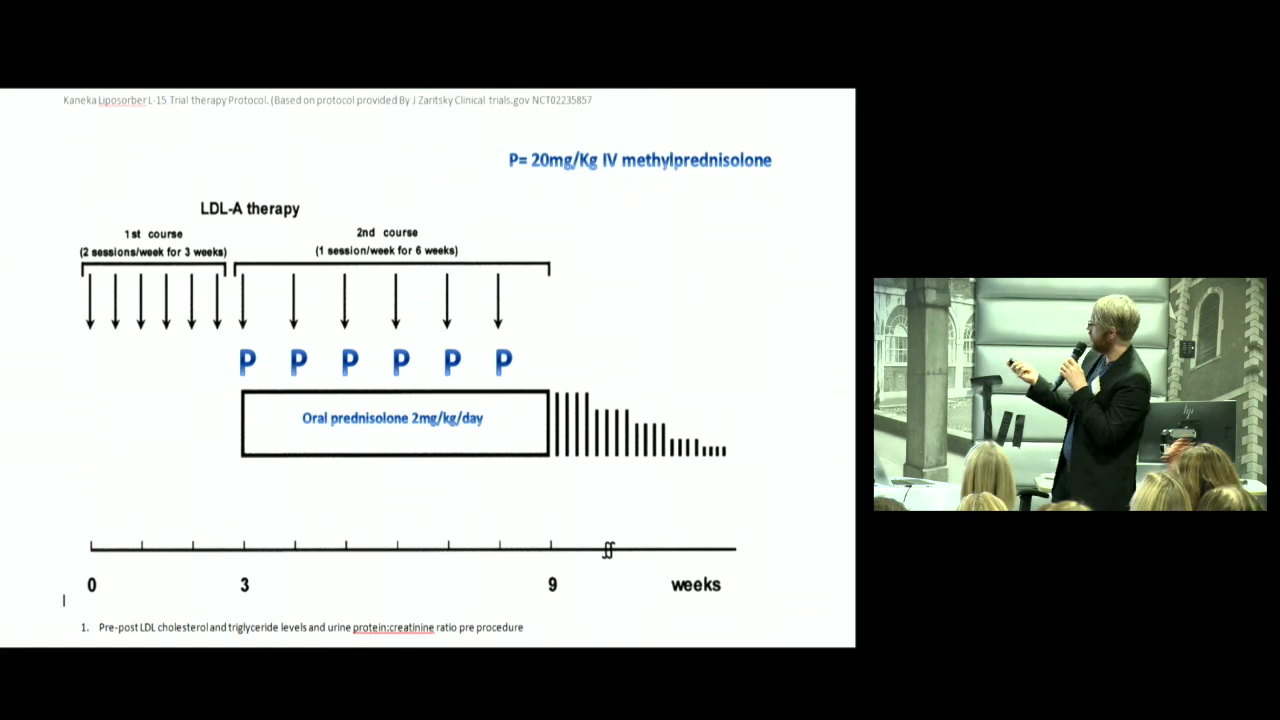 Kaneka Liposorber L-15 Trial therapy Protocol. (Based on protocol provided By J Zaritsky Clinical trials.gov NCT02235857
P= 20mg/Kg IV methylprednisolone
LDL-A therapy
1st course
(2 sessions/week for 3 weeks)
2nd course
(1 session/week for 6 weeks)
P P P P P P
Oral prednisolone 2mg/kg/day
0 3 9 weeks
1. Pre-post LDL cholesterol and triglyceride levels and urine protein:creatinine ratio pre procedure
hp